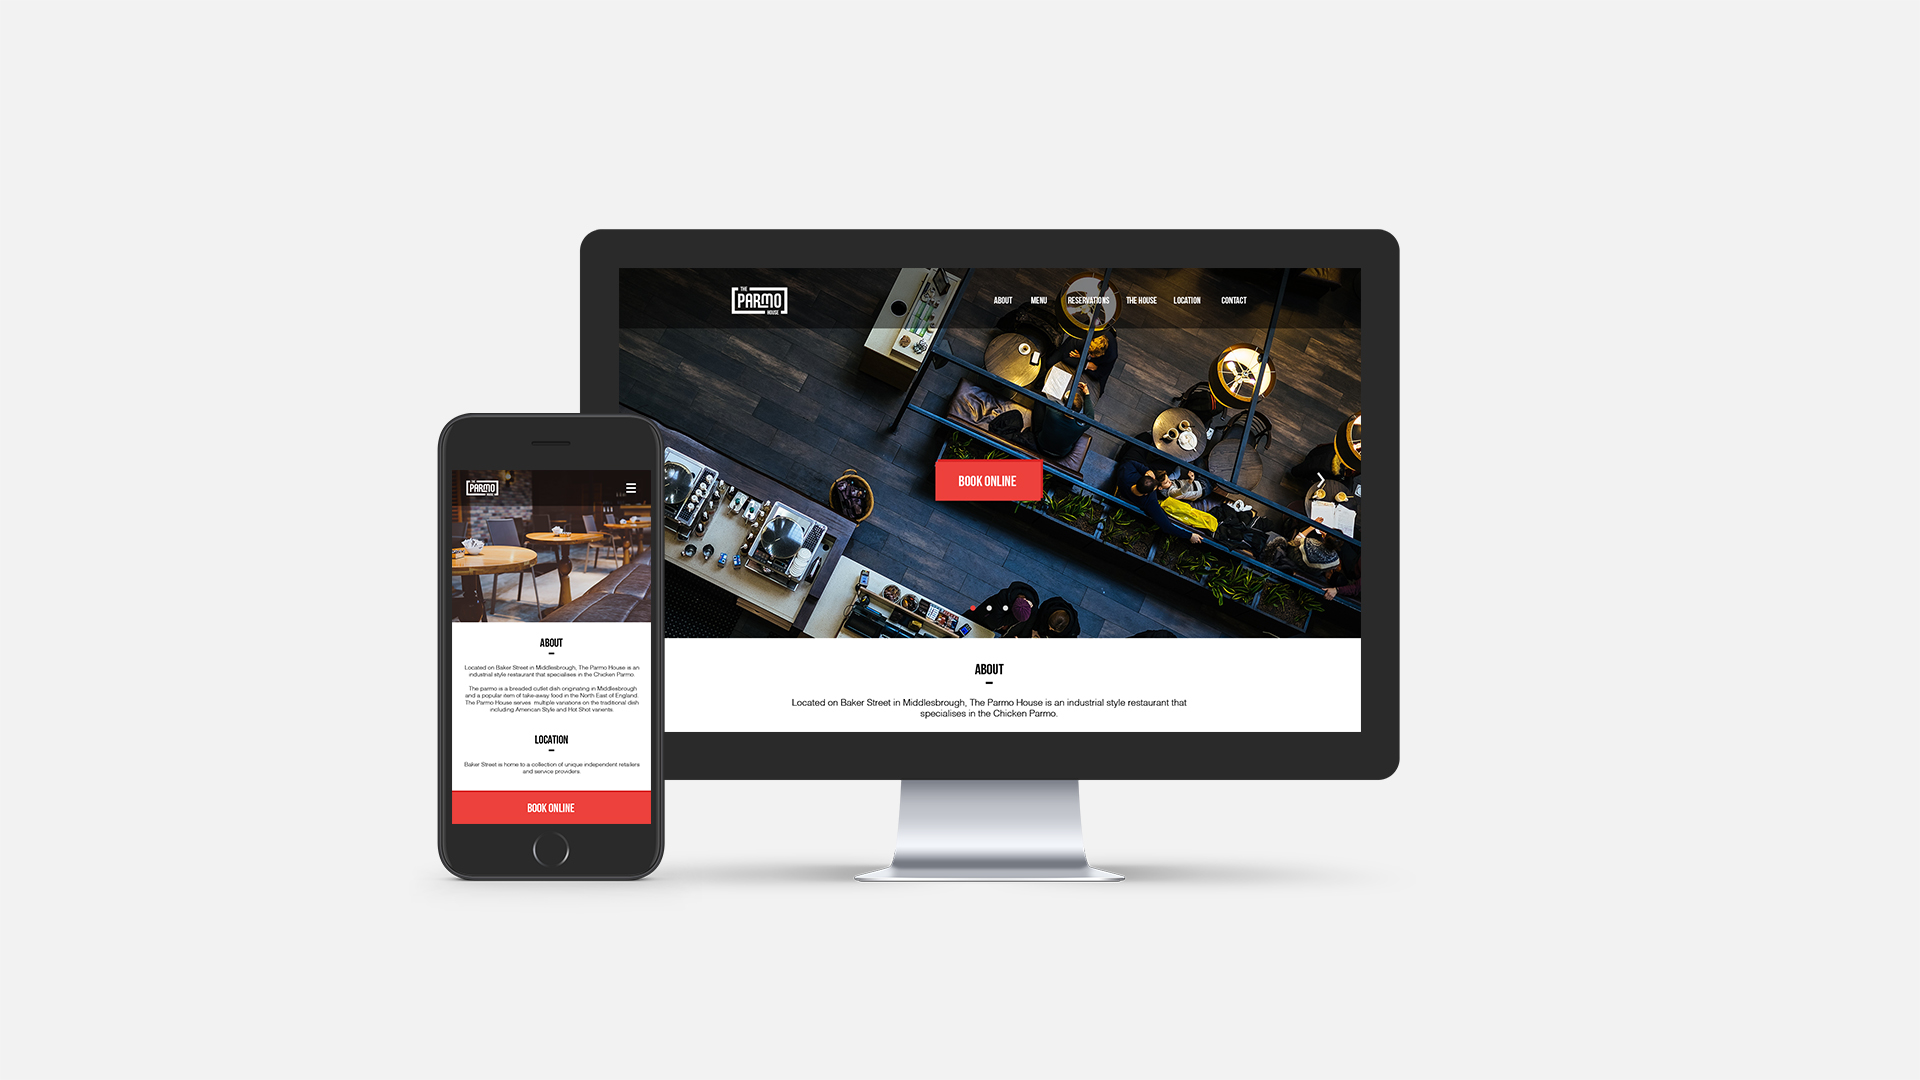 THE
PARMO
HOUSE
ABOUT MENU RESERVATIONS THE HOUSE LOCATION CONTACT
BOOK ONLINE
ABOUT
Located on Baker Street in Middlesbrough, The Parmo House is an industrial style restaurant that
specialises in the Chicken Parmo.
THE
PARMO
HOUSE
ABOUT
Located on Baker Street in Middlesbrough, The Parmo House is an
industrial style restaurant that specialises in the Chicken Parmo.
The parmo is a breaded cutlet dish originating in Middlesbrough
and a popular item of take-away food in the North East of England.
The Parmo House serves multiple variations on the traditional dish
including American Style and Hot Shot varients.
LOCATION
Baker Street is home to a collection of unique independent retailers
and service providers.
BOOK ONLINE